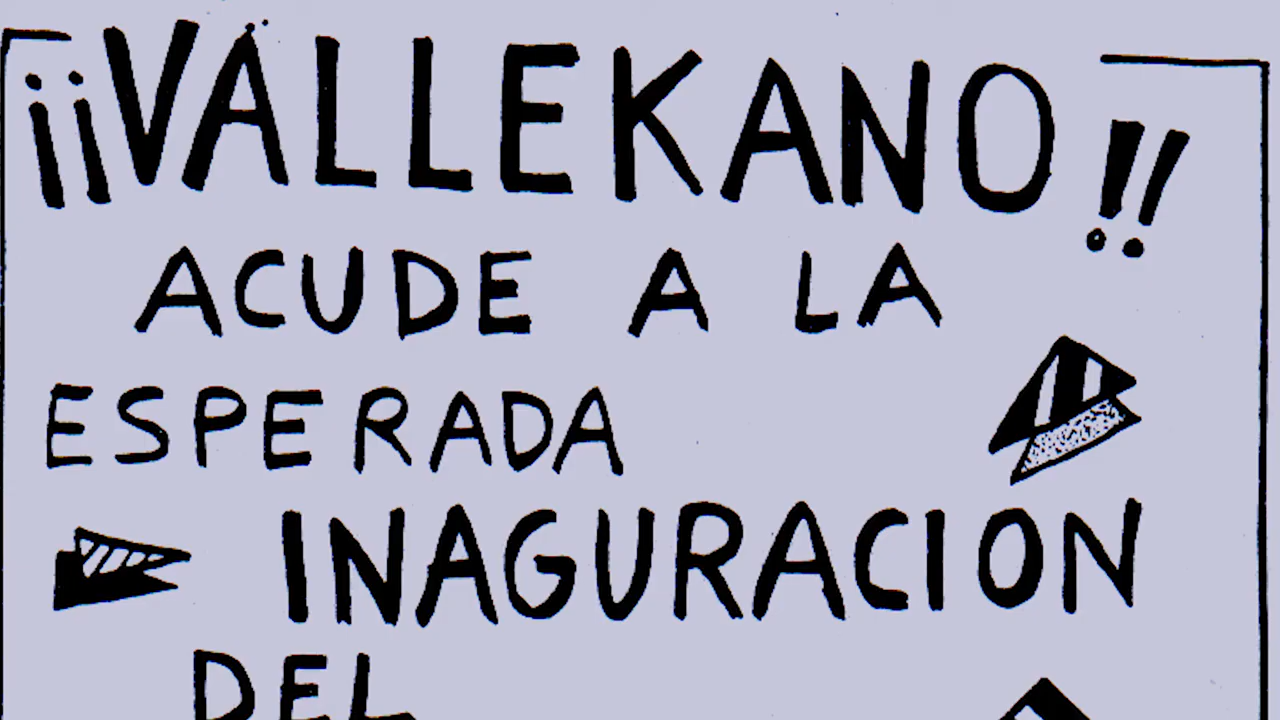 ¡¡VALLEKANO!!
ACUDE A LA
ESPERADA
INAGURACION
DEL